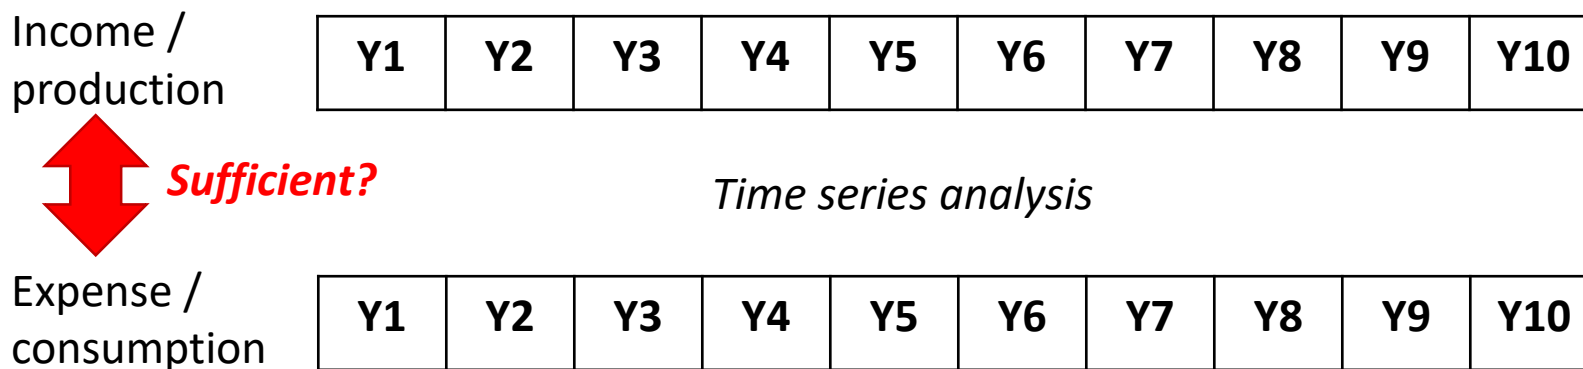 Income /
production
Y1 Y2 Y3 Y4 Y5 Y6 Y7 Y8 Y9 Y10
Sufficient?
Time series analysis
Expense /
consumption
Y1 Y2 Y3 Y4 Y5 Y6 Y7 Y8 Y9 Y10